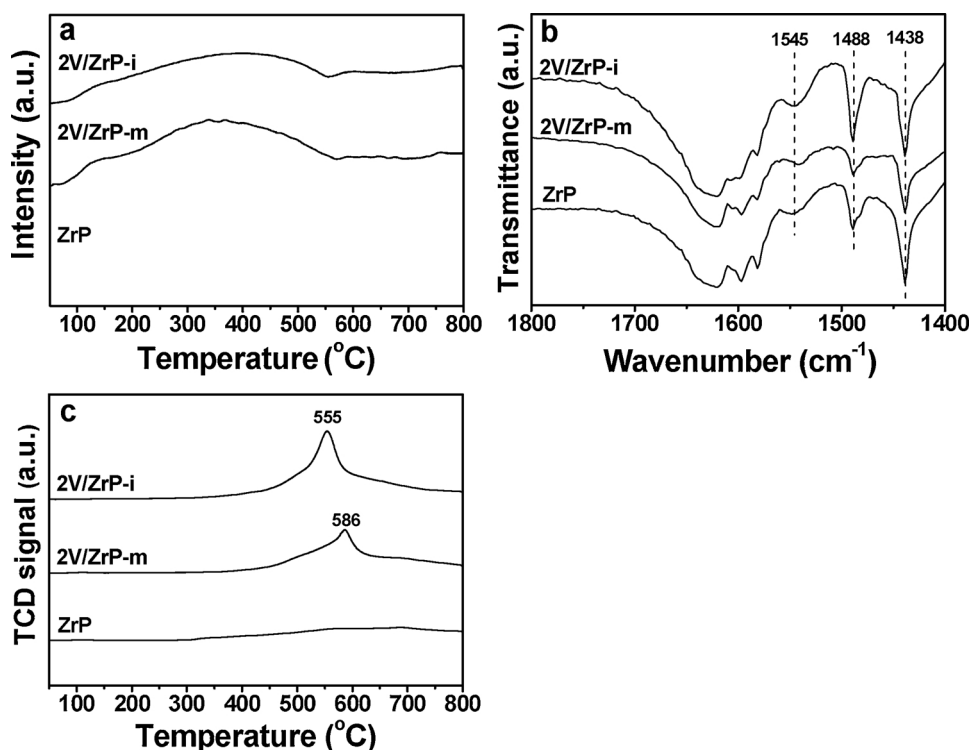 a
Intensity (a.u.)
2V/ZrP-i
2V/ZrP-m
ZrP
100 200 300 400 500 600 700 800
Temperature (°C)
b
1545 1488 1438
Transmittance (a.u.)
2V/ZrP-i
2V/ZrP-m
ZrP
1800 1700 1600 1500 1400
Wavenumber (cm⁻¹)
c
TCD signal (a.u.)
555
2V/ZrP-i
586
2V/ZrP-m
ZrP
100 200 300 400 500 600 700 800
Temperature (°C)